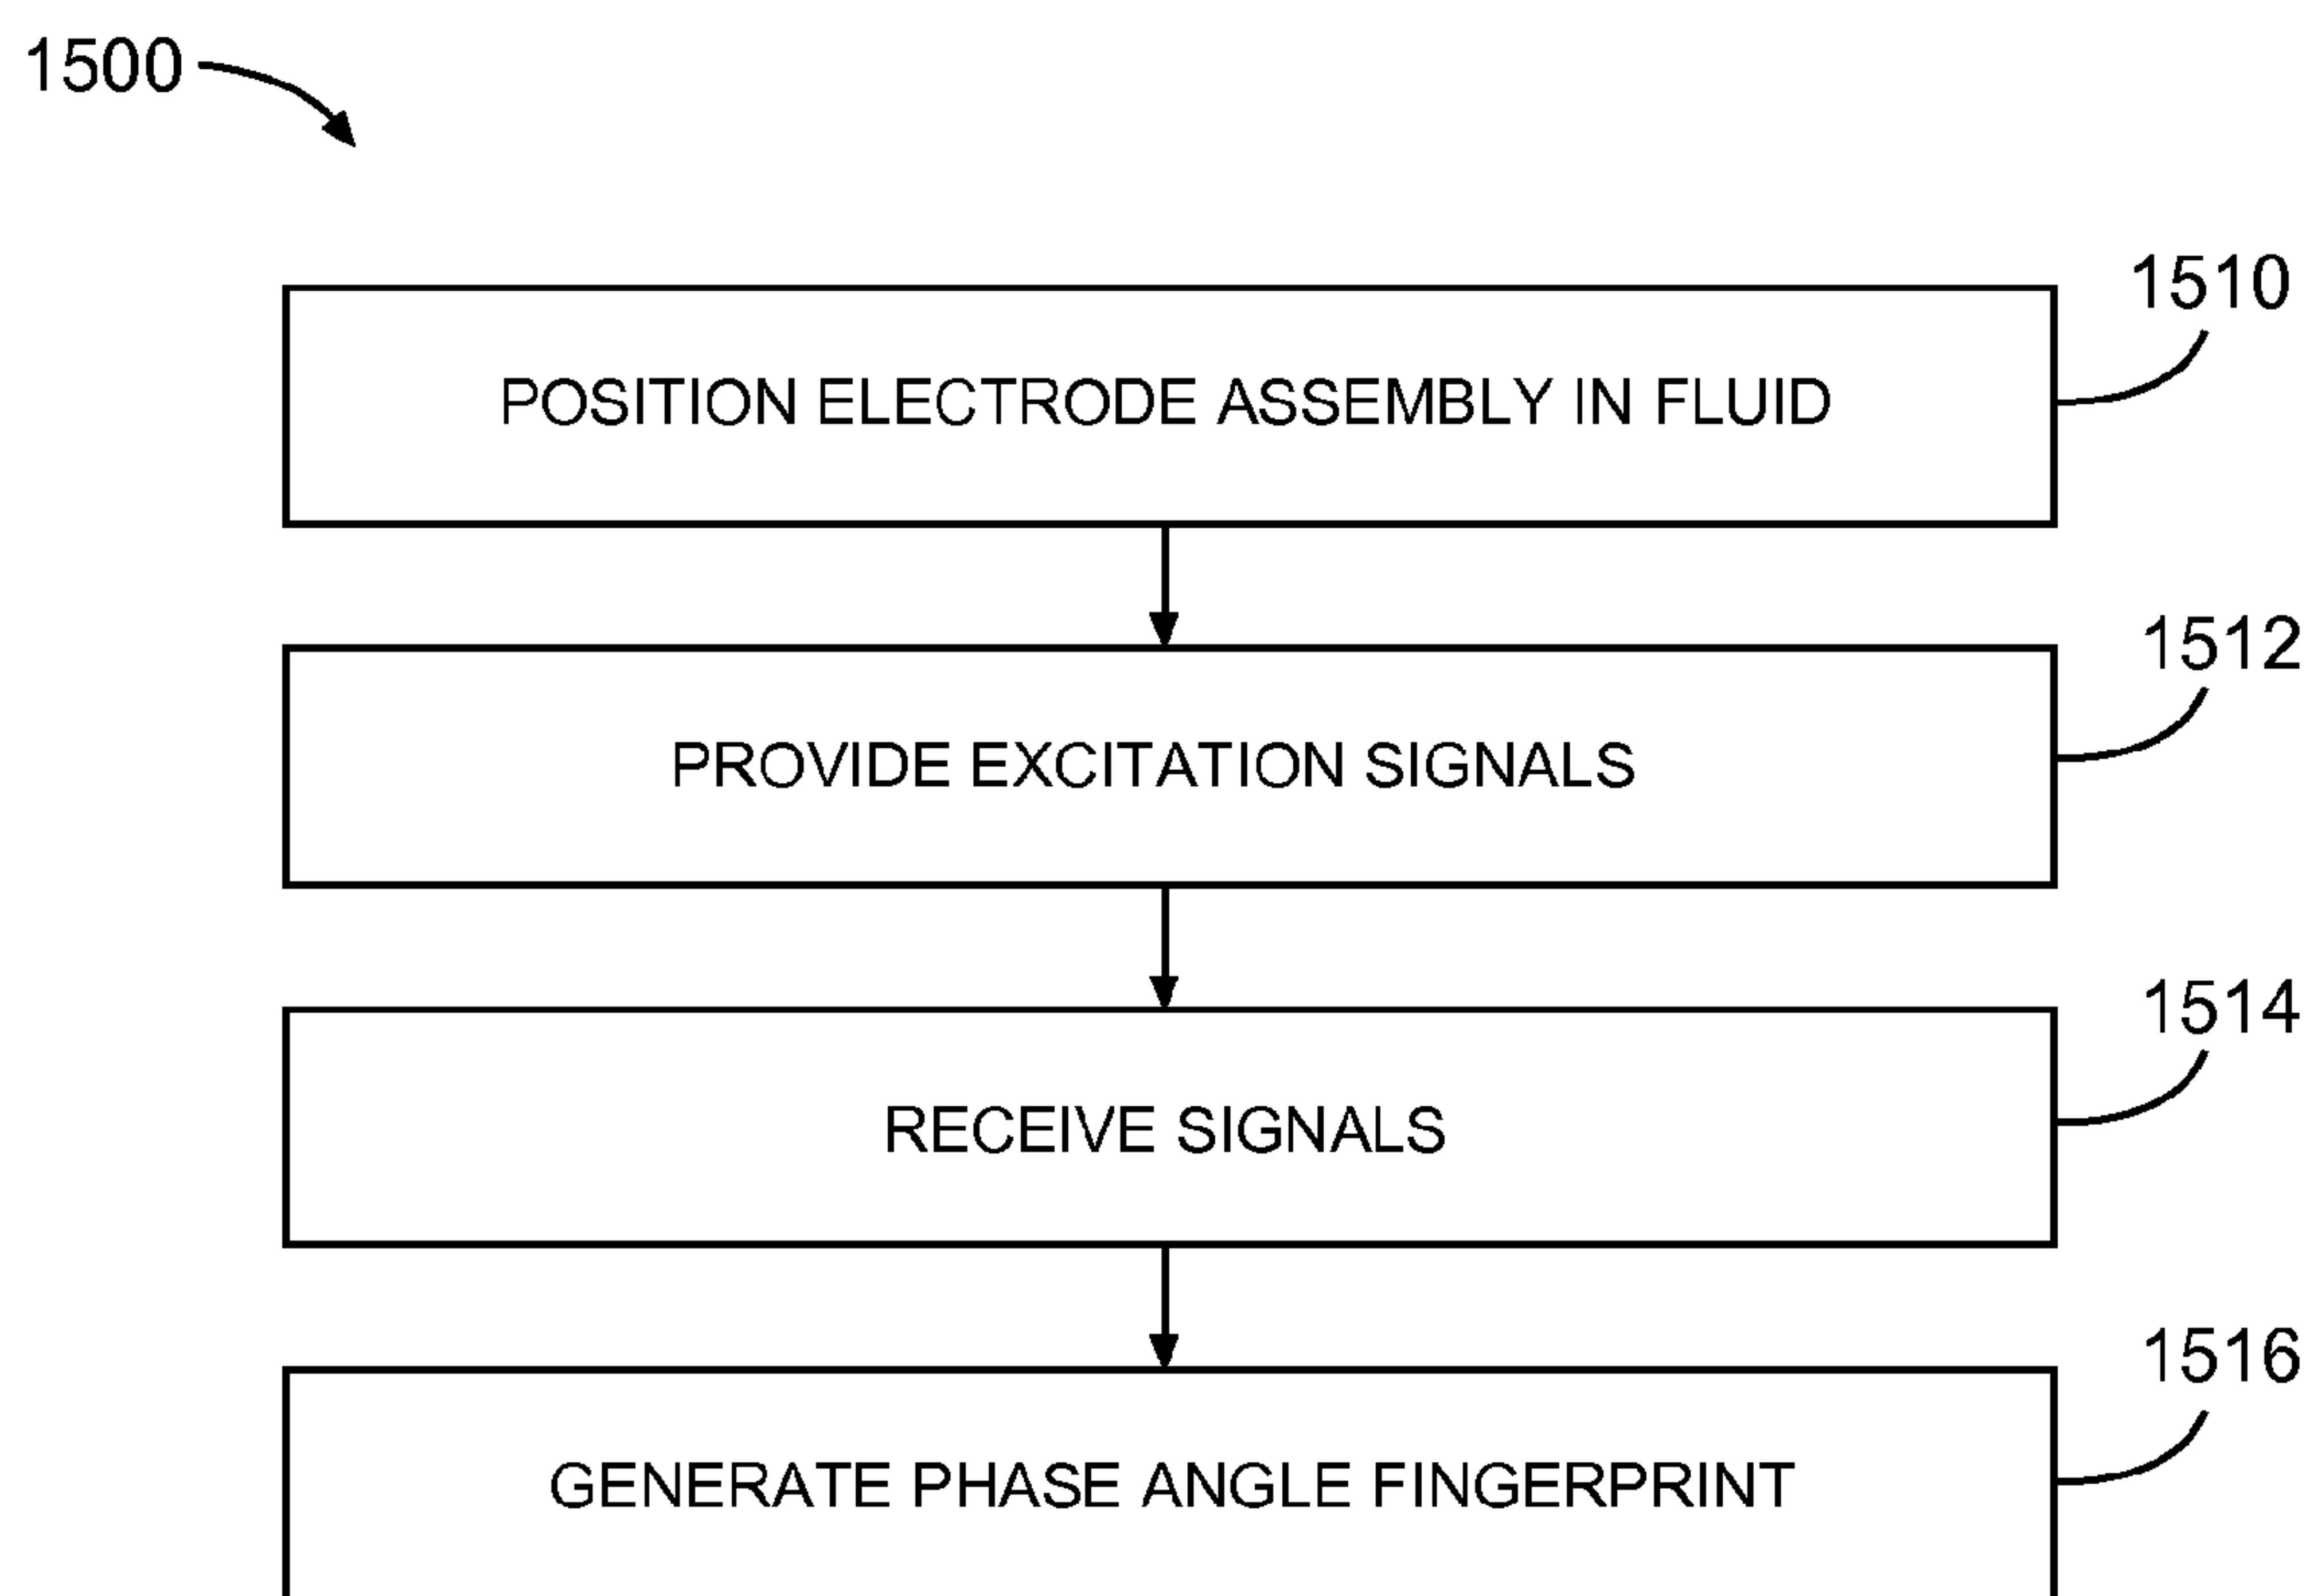 1500
1510
POSITION ELECTRODE ASSEMBLY IN FLUID
1512
PROVIDE EXCITATION SIGNALS
1514
RECEIVE SIGNALS
1516
GENERATE PHASE ANGLE FINGERPRINT